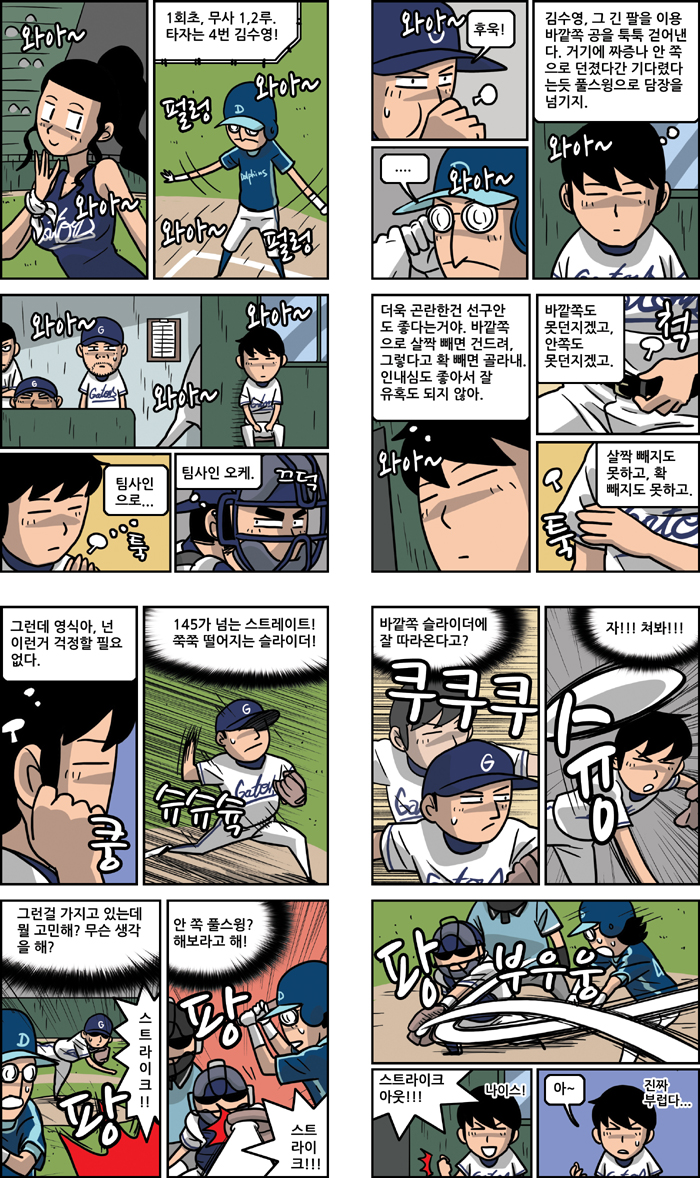 와아~
와아~
Gators
1회초, 무사 1,2루.
타자는 4번 김수영!
와아~
펄렁
D
Dolphins
와아~
펄렁
와아~
후욱!
....
와아~
D
김수영, 그 긴 팔을 이용
바깥쪽 공을 툭툭 걷어낸
다. 거기에 짜증나 안 쪽
으로 던졌다간 기다렸다
는듯 풀스윙으로 담장을
넘기지.
와아~
와아~
G
G
Gators
와아~
와아~
Gators
팀사인
으로...
툭
팀사인 오케.
끄덕
더욱 곤란한건 선구안
도 좋다는거야. 바깥쪽
으로 살짝 빼면 건드려,
그렇다고 확 빼면 골라내.
인내심도 좋아서 잘
유혹도 되지 않아.
와아~
바깥쪽도
못던지겠고,
안쪽도
못던지겠고.
척
살짝 빼지도
못하고, 확
빼지도 못하고.
툭
그런데 영식아, 넌
이런거 걱정할 필요
없다.
쿵
145가 넘는 스트레이트!
쭉쭉 떨어지는 슬라이더!
G
Gators
슈슈슉
바깥쪽 슬라이더에
잘 따라온다고?
쿠쿠쿠
G
Gators
자!!! 쳐봐!!!
샤
슝
그런걸 가지고 있는데
뭘 고민해? 무슨 생각
을 해?
G
D
스트라이크!!
팡
안 쪽 풀스윙?
해보라고 해!
팡
D
스트
라이
크!!!
팡
부우웅
D
스트라이크
아웃!!!
나이스!
아~
진짜
부럽다...